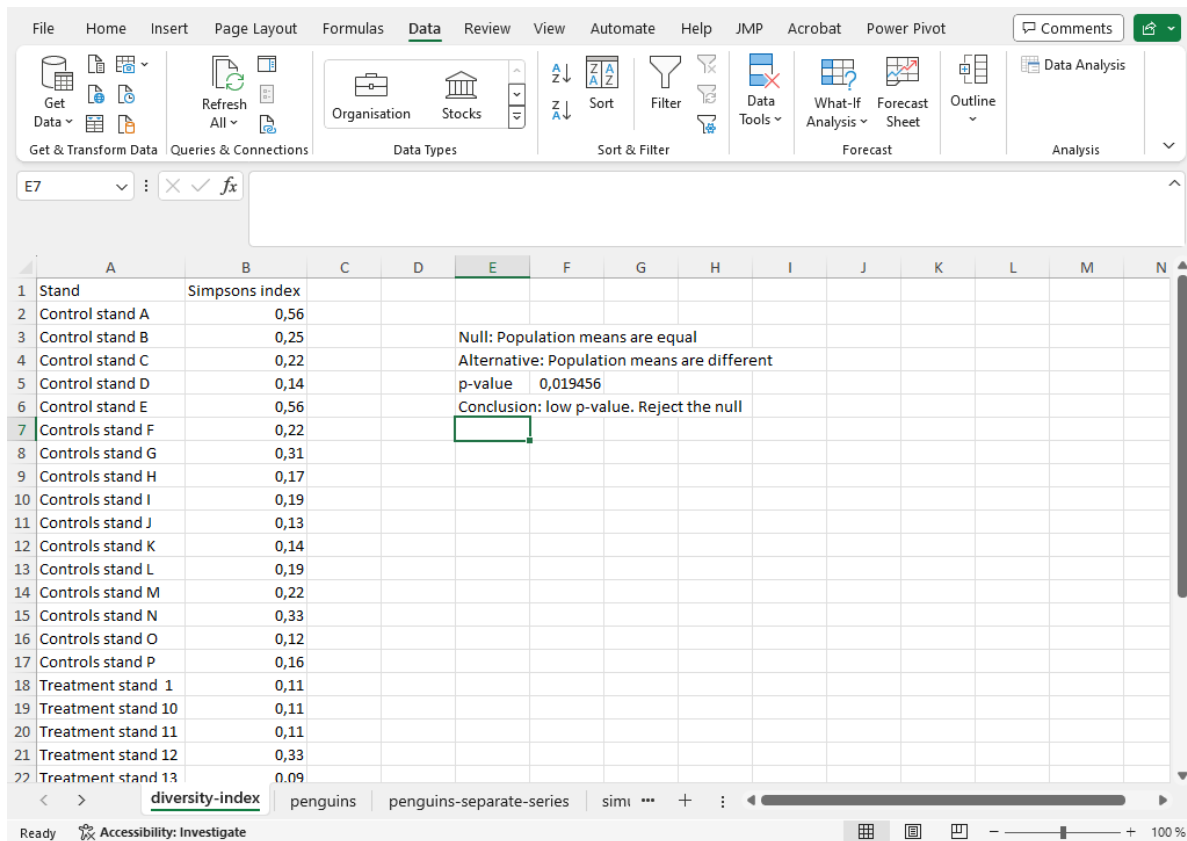 File Home Insert Page Layout Formulas Data Review View Automate Help JMP Acrobat Power Pivot Comments
Get Data
Refresh All
Organisation Stocks
Sort Filter
Data Tools
What-If Analysis Forecast Sheet
Outline
Data Analysis
Get & Transform Data Queries & Connections Data Types Sort & Filter Forecast Analysis
E7 fx
A B C D E F G H I J K L M N
1 Stand Simpsons index
2 Control stand A 0,56
3 Control stand B 0,25 Null: Population means are equal
4 Control stand C 0,22 Alternative: Population means are different
5 Control stand D 0,14 p-value 0,019456
6 Control stand E 0,56 Conclusion: low p-value. Reject the null
7 Controls stand F 0,22
8 Controls stand G 0,31
9 Controls stand H 0,17
10 Controls stand I 0,19
11 Controls stand J 0,13
12 Controls stand K 0,14
13 Controls stand L 0,19
14 Controls stand M 0,22
15 Controls stand N 0,33
16 Controls stand O 0,12
17 Controls stand P 0,16
18 Treatment stand 1 0,11
19 Treatment stand 10 0,11
20 Treatment stand 11 0,11
21 Treatment stand 12 0,33
22 Treatment stand 13 0,09
diversity-index penguins penguins-separate-series simu ...
Ready Accessibility: Investigate 100 %